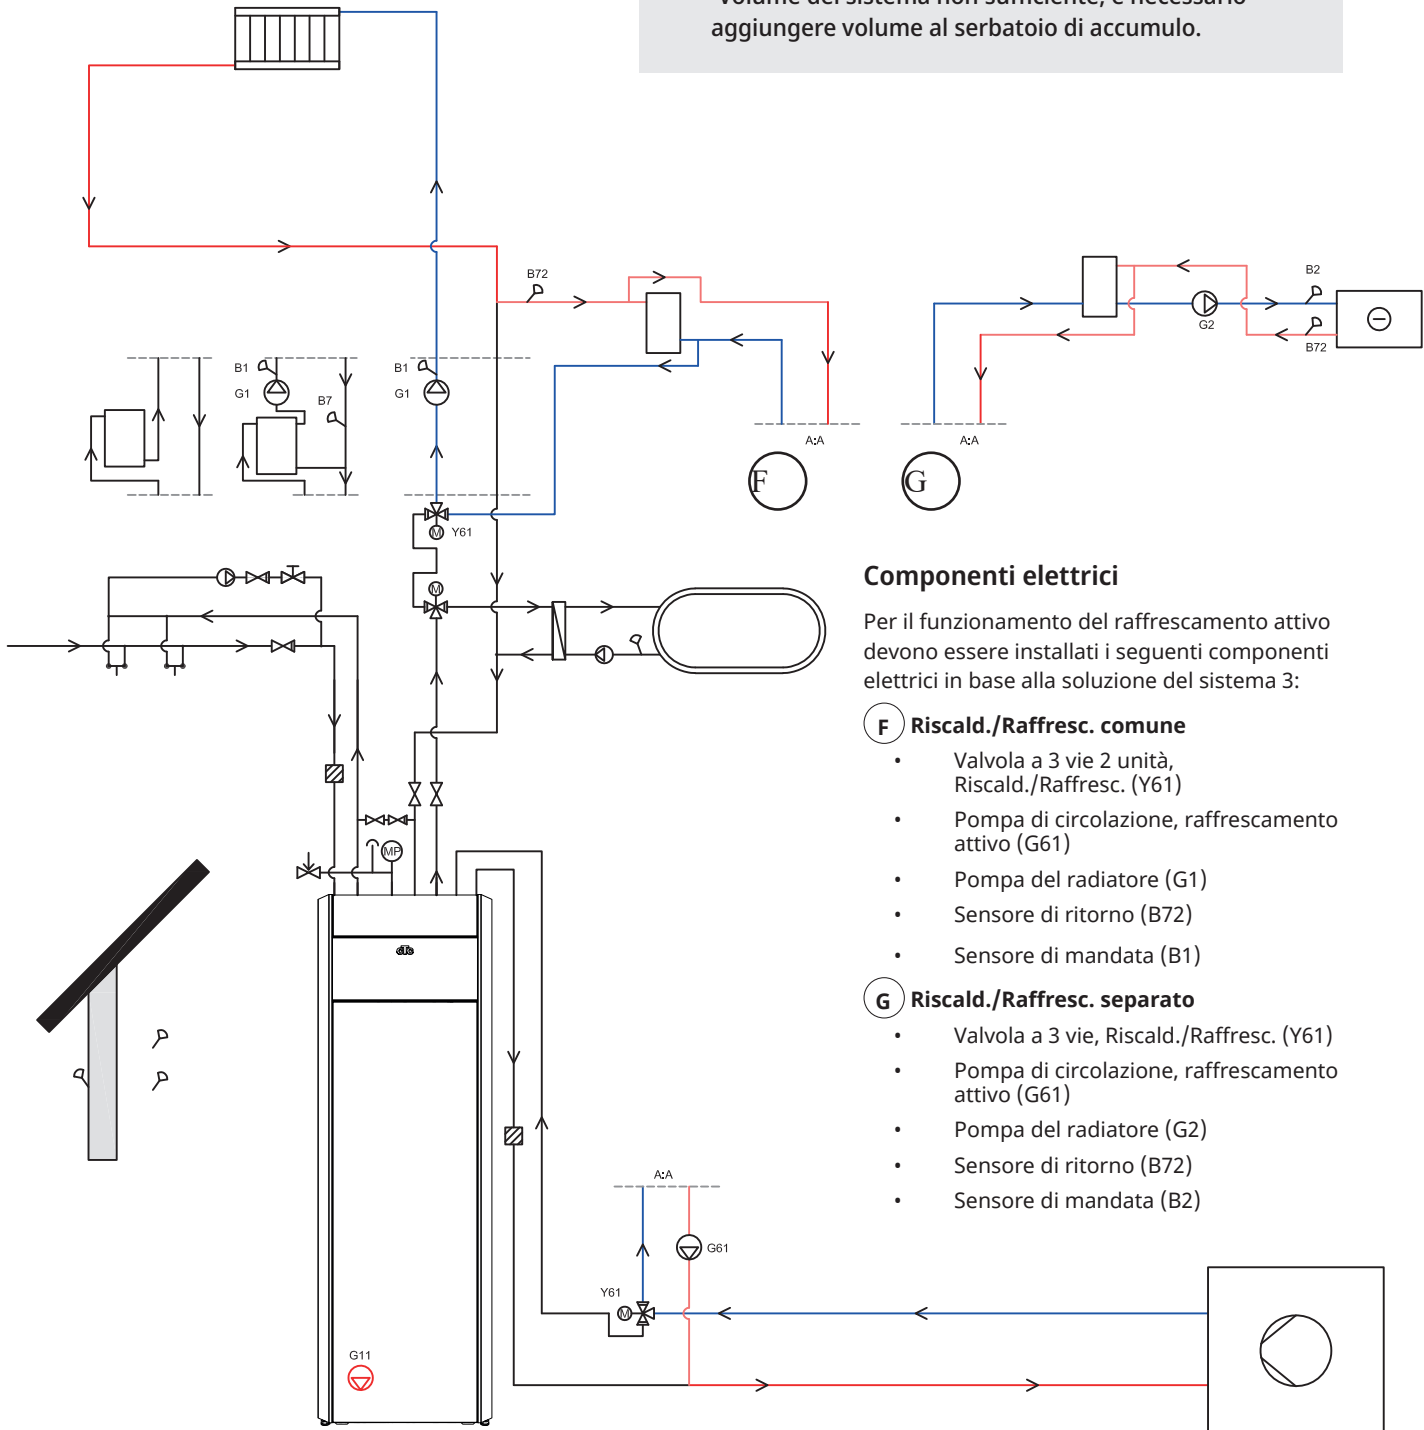 aggiungere volume al serbatoio di accumulo.
B72
B2
G2
B72
B1
G1
B7
B1
G1
A:A
A:A
F
G
M
Y61
M
Componenti elettrici
Per il funzionamento del raffrescamento attivo
devono essere installati i seguenti componenti
elettrici in base alla soluzione del sistema 3:
F Riscald./Raffresc. comune
• Valvola a 3 vie 2 unità,
Riscald./Raffresc. (Y61)
• Pompa di circolazione, raffrescamento
attivo (G61)
• Pompa del radiatore (G1)
• Sensore di ritorno (B72)
• Sensore di mandata (B1)
G Riscald./Raffresc. separato
• Valvola a 3 vie, Riscald./Raffresc. (Y61)
• Pompa di circolazione, raffrescamento
attivo (G61)
• Pompa del radiatore (G2)
• Sensore di ritorno (B72)
• Sensore di mandata (B2)
MP
A:A
G61
Y61
M
G11